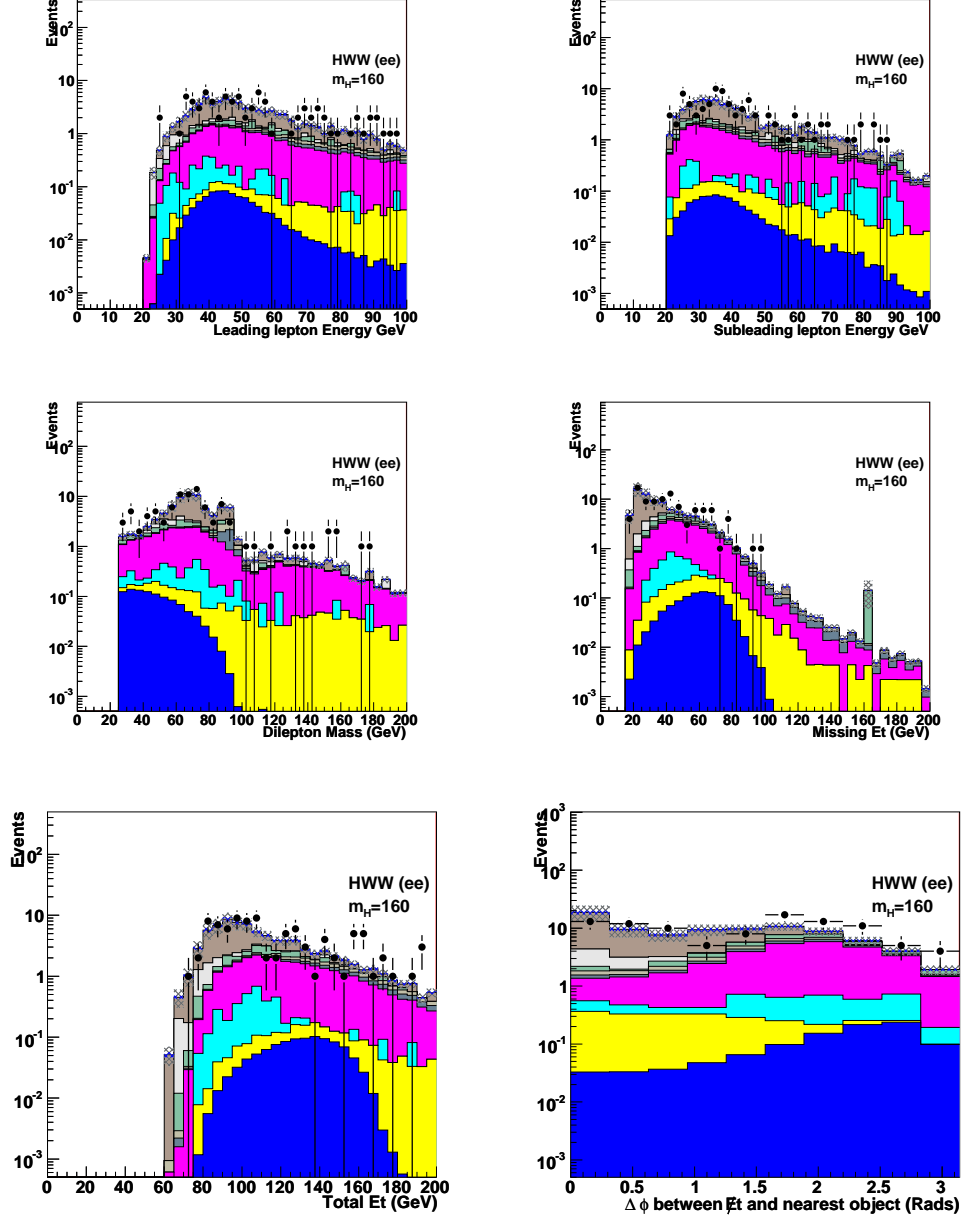 Events
10²
10
1
10⁻¹
10⁻²
10⁻³
HWW (ee)
m_H=160
0 10 20 30 40 50 60 70 80 90 100
Leading lepton Energy GeV
Events
10²
10
1
10⁻¹
10⁻²
10⁻³
HWW (ee)
m_H=160
0 10 20 30 40 50 60 70 80 90 100
Subleading lepton Energy GeV
Events
10²
10
1
10⁻¹
10⁻²
10⁻³
HWW (ee)
m_H=160
0 20 40 60 80 100 120 140 160 180 200
Dilepton Mass (GeV)
Events
10²
10
1
10⁻¹
10⁻²
10⁻³
HWW (ee)
m_H=160
0 20 40 60 80 100 120 140 160 180 200
Missing Et (GeV)
Events
10²
10
1
10⁻¹
10⁻²
10⁻³
HWW (ee)
m_H=160
0 20 40 60 80 100 120 140 160 180 200
Total Et (GeV)
Events
10³
10²
10
1
10⁻¹
10⁻²
10⁻³
HWW (ee)
m_H=160
0 0.5 1 1.5 2 2.5 3
Δ ϕ between E̸t and nearest object (Rads)